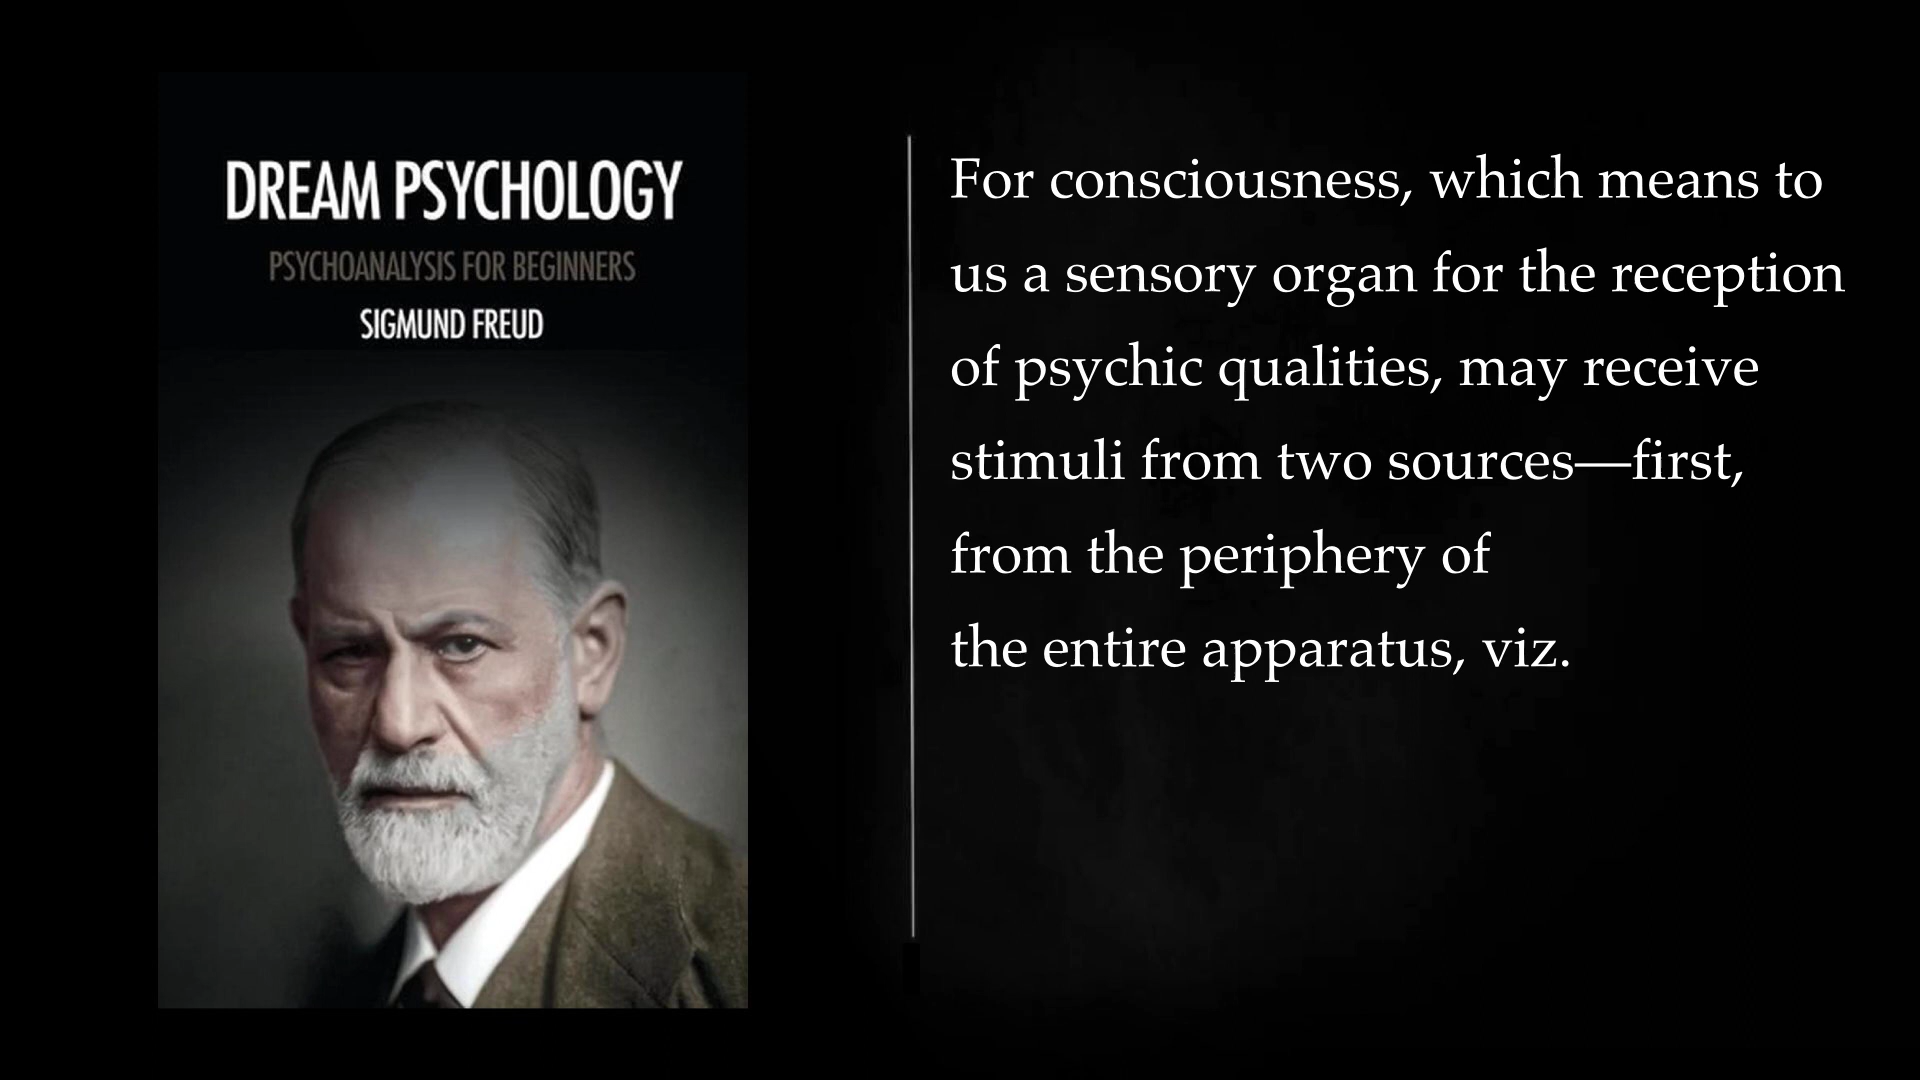 DREAM PSYCHOLOGY
PSYCHOANALYSIS FOR BEGINNERS
SIGMUND FREUD
For consciousness, which means to
us a sensory organ for the reception
of psychic qualities, may receive
stimuli from two sources—first,
from the periphery of
the entire apparatus, viz.